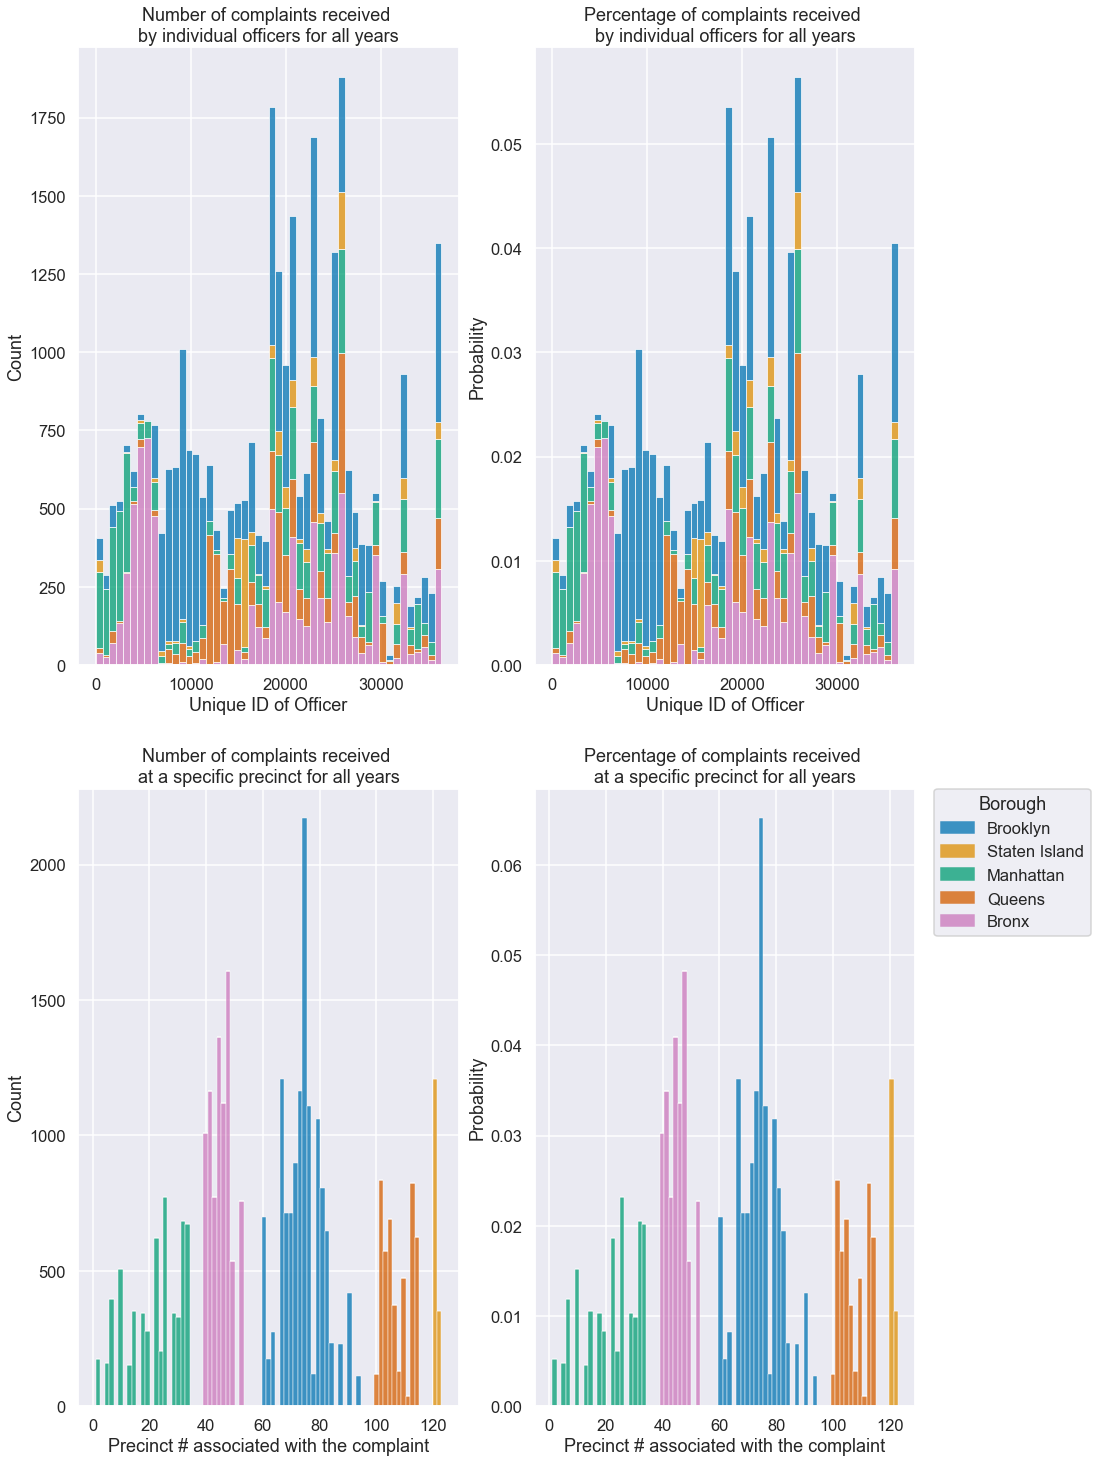 Number of complaints received
by individual officers for all years
Count
1750
1500
1250
1000
750
500
250
0
0 10000 20000 30000
Unique ID of Officer
Percentage of complaints received
by individual officers for all years
Probability
0.05
0.04
0.03
0.02
0.01
0.00
0 10000 20000 30000
Unique ID of Officer
Number of complaints received
at a specific precinct for all years
Count
2000
1500
1000
500
0
0 20 40 60 80 100 120
Precinct # associated with the complaint
Percentage of complaints received
at a specific precinct for all years
Probability
0.06
0.05
0.04
0.03
0.02
0.01
0.00
0 20 40 60 80 100 120
Precinct # associated with the complaint
Borough
Brooklyn
Staten Island
Manhattan
Queens
Bronx